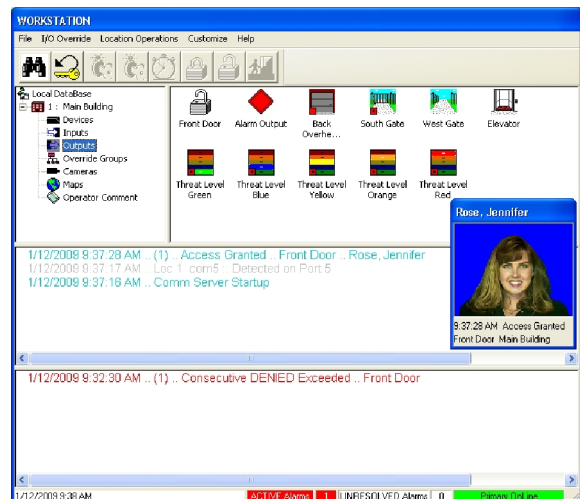 WORKSTATION
File I/O Override Location Operations Customize Help
Local DataBase
1 : Main Building
Devices
Inputs
Outputs
Override Groups
Cameras
Maps
Operator Comment
Front Door
Alarm Output
Back Overhe...
South Gate
West Gate
Elevator
Threat Level Green
Threat Level Blue
Threat Level Yellow
Threat Level Orange
Threat Level Red
Rose, Jennifer
9:37:28 AM Access Granted
Front Door Main Building
1/12/2009 9:37:28 AM .. (1) .. Access Granted .. Front Door .. Rose, Jennifer
1/12/2009 9:37:17 AM .. Loc 1 com5 : Detected on Port 5
1/12/2009 9:37:16 AM .. Comm Server Startup
1/12/2009 9:32:30 AM .. (1) .. Consecutive DENIED Exceeded .. Front Door
1/12/2009 9:38 AM
ACTIVE Alarms 1 UNRESOLVED Alarms 0 Primary OnLine